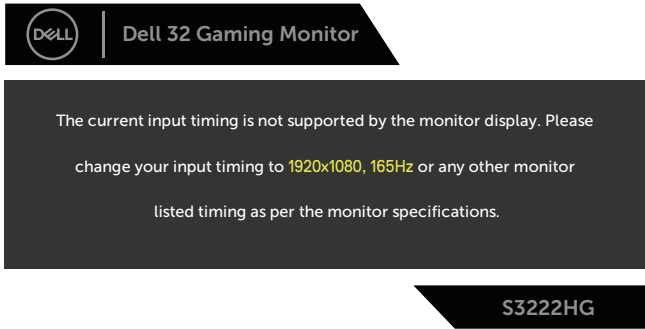 DELL
Dell 32 Gaming Monitor
The current input timing is not supported by the monitor display. Please
change your input timing to 1920x1080, 165Hz or any other monitor
listed timing as per the monitor specifications.
S3222HG